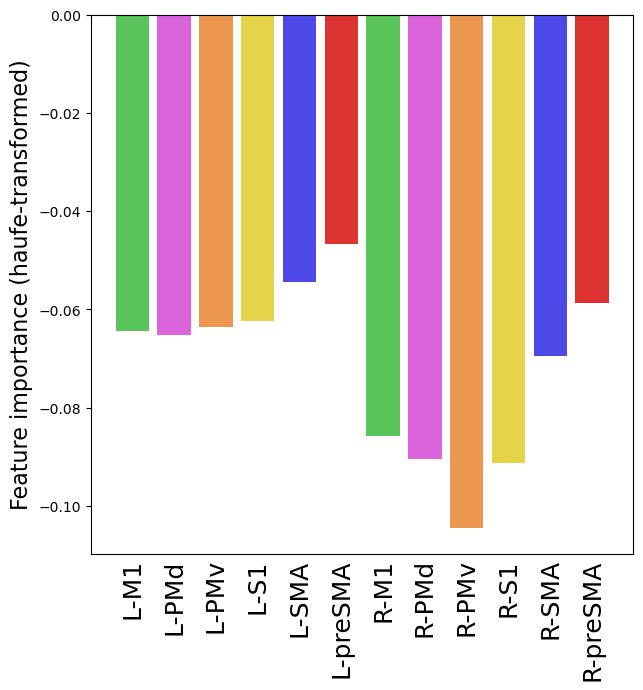 Feature importance (haufe-transformed)
0.00
−0.02
−0.04
−0.06
−0.08
−0.10
L-M1
L-PMd
L-PMv
L-S1
L-SMA
L-preSMA
R-M1
R-PMd
R-PMv
R-S1
R-SMA
R-preSMA